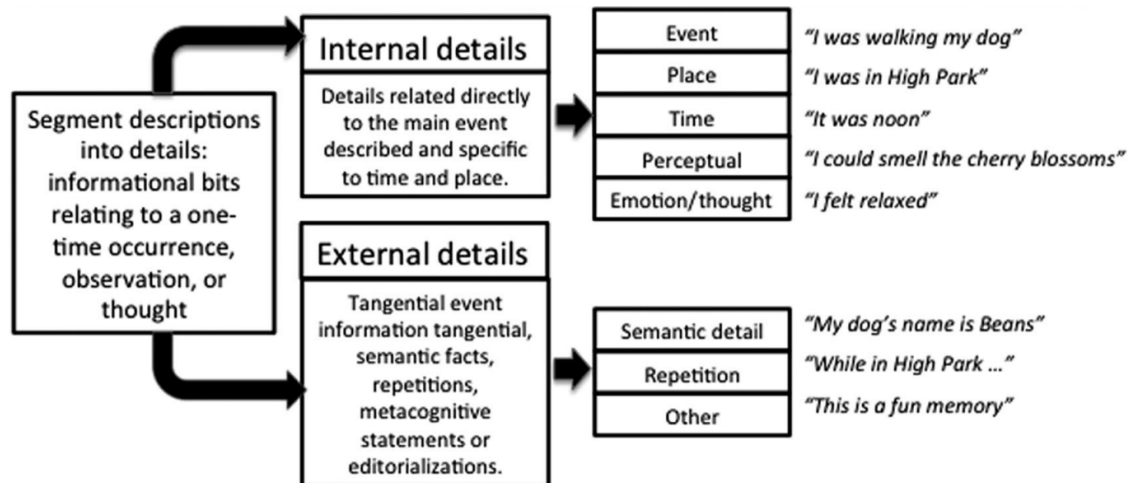 Segment descriptions
into details:
informational bits
relating to a one-
time occurrence,
observation, or
thought
Internal details
Details related directly
to the main event
described and specific
to time and place.
Event
"I was walking my dog"
Place
"I was in High Park"
Time
"It was noon"
Perceptual
"I could smell the cherry blossoms"
Emotion/thought
"I felt relaxed"
External details
Tangential event
information tangential,
semantic facts,
repetitions,
metacognitive
statements or
editorializations.
Semantic detail
"My dog's name is Beans"
Repetition
"While in High Park ..."
Other
"This is a fun memory"